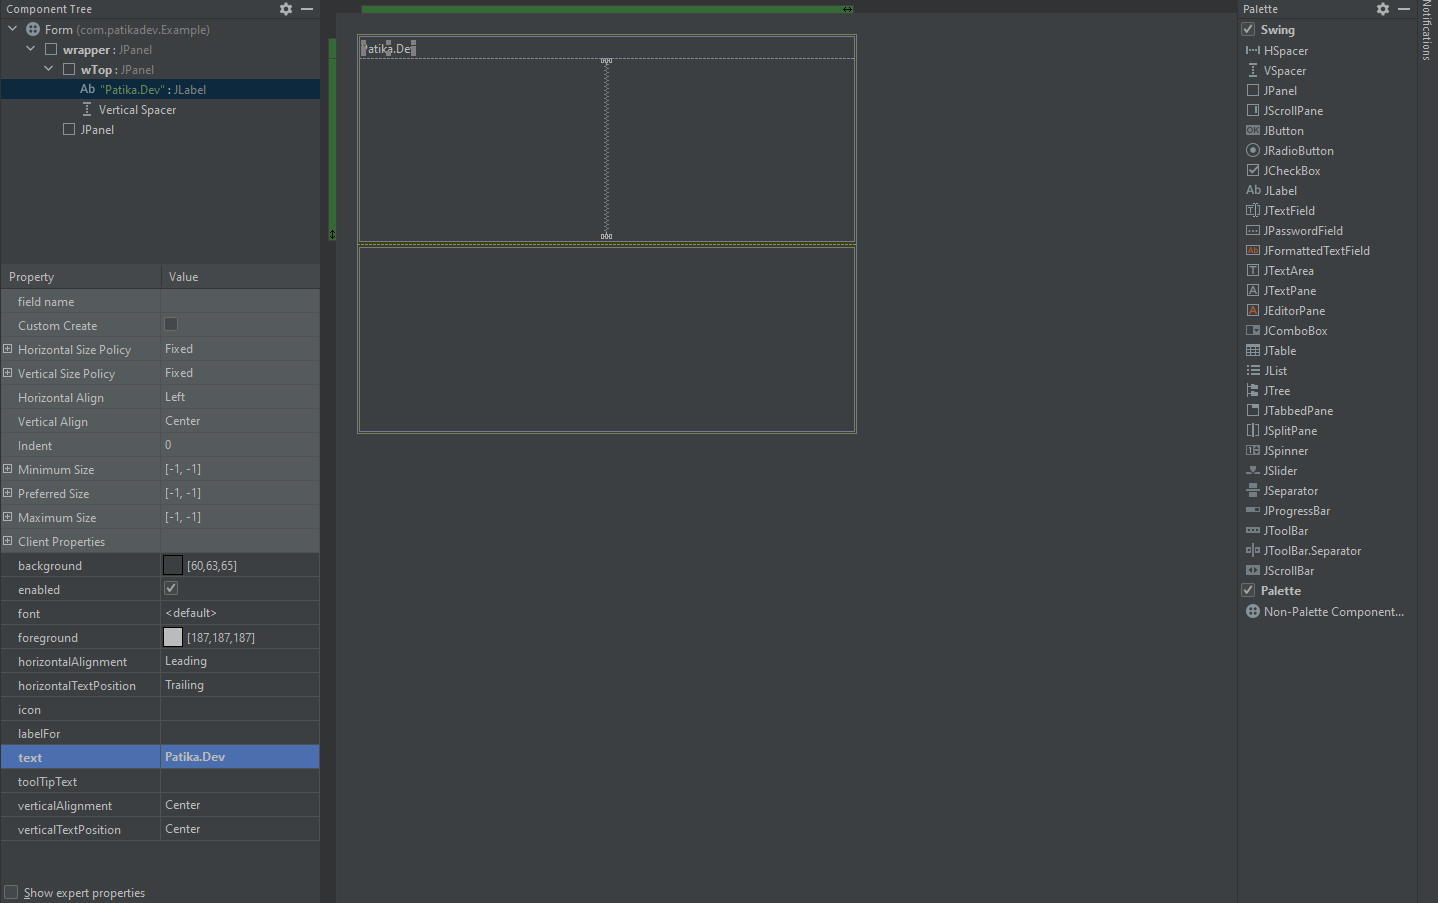 Component Tree
Form (com.patikadev.Example)
wrapper : JPanel
wTop : JPanel
Ab "Patika.Dev" : JLabel
Vertical Spacer
JPanel
Property Value
field name
Custom Create
Horizontal Size Policy Fixed
Vertical Size Policy Fixed
Horizontal Align Left
Vertical Align Center
Indent 0
Minimum Size [-1, -1]
Preferred Size [-1, -1]
Maximum Size [-1, -1]
Client Properties
background [60,63,65]
enabled
font <default>
foreground [187,187,187]
horizontalAlignment Leading
horizontalTextPosition Trailing
icon
labelFor
text Patika.Dev
toolTipText
verticalAlignment Center
verticalTextPosition Center
Show expert properties
Patika.Dev
Palette
Swing
HSpacer
VSpacer
JPanel
JScrollPane
OK JButton
JRadioButton
JCheckBox
Ab JLabel
JTextField
JPasswordField
Ab JFormattedTextField
JTextArea
JTextPane
JEditorPane
JComboBox
JTable
JList
JTree
JTabbedPane
JSplitPane
JSpinner
JSlider
JSeparator
JProgressBar
JToolBar
JToolBar.Separator
JScrollBar
Palette
Non-Palette Component...
Notifications